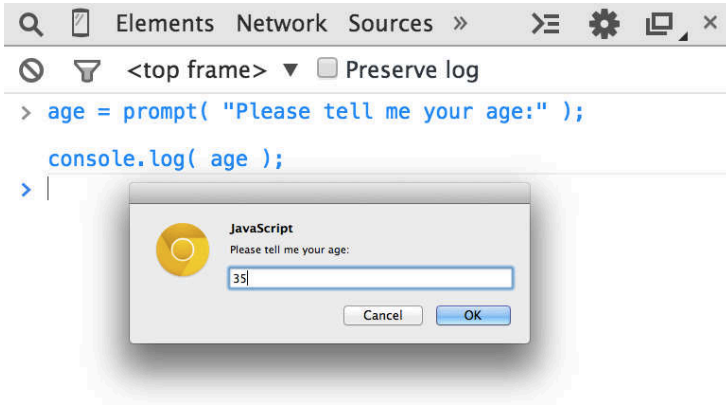 Elements Network Sources »
<top frame> ▼ Preserve log
> age = prompt( "Please tell me your age:" );
console.log( age );
>
JavaScript
Please tell me your age:
35
Cancel OK